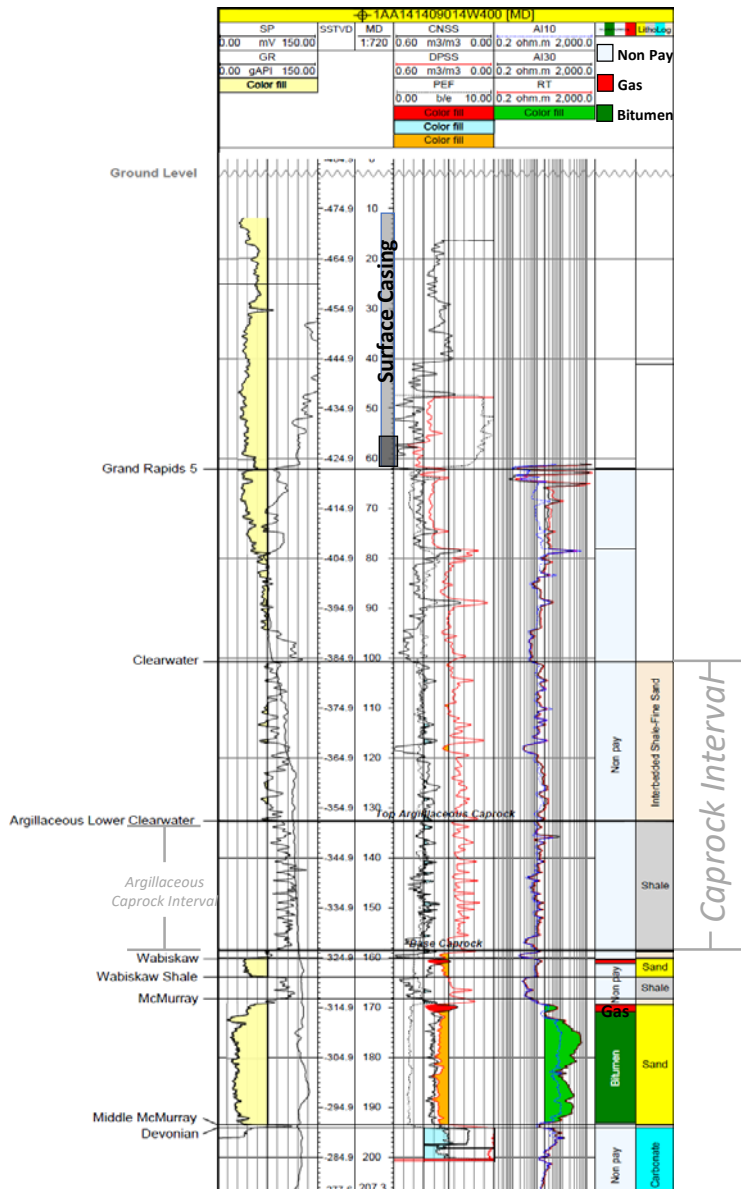 1AA141409014W400 [MD]
SP SSTVD MD CNSS AI10 LithoLog
0.00 mV 150.00 1:720 0.60 m3/m3 0.00 0.2 ohm.m 2,000.0
GR DPSS AI30 Non Pay
0.00 gAPI 150.00 0.60 m3/m3 0.00 0.2 ohm.m 2,000.0
Color fill PEF RT Gas
0.00 b/e 10.00 0.2 ohm.m 2,000.0
Color fill Color fill Bitumen
Color fill
Color fill
Ground Level
-474.9 10
-464.9 20
-454.9 30
-444.9 40
Surface Casing
-434.9 50
-424.9 60
Grand Rapids 5
-414.9 70
-404.9 80
-394.9 90
-384.9 100
Clearwater
-374.9 110
-364.9 120
Non pay
Interbedded Shale-Fine Sand
Caprock Interval
-354.9 130
Top Argillaceous Caprock
Argillaceous Lower Clearwater
-344.9 140
Argillaceous
Caprock Interval
Shale
-334.9 150
Base Caprock
Wabiskaw
-324.9 160
Sand
Wabiskaw Shale
Non pay
Shale
McMurray
-314.9 170
Gas
-304.9 180
Bitumen
Sand
-294.9 190
Middle McMurray
Devonian
-284.9 200
Non pay
Carbonate
207.3